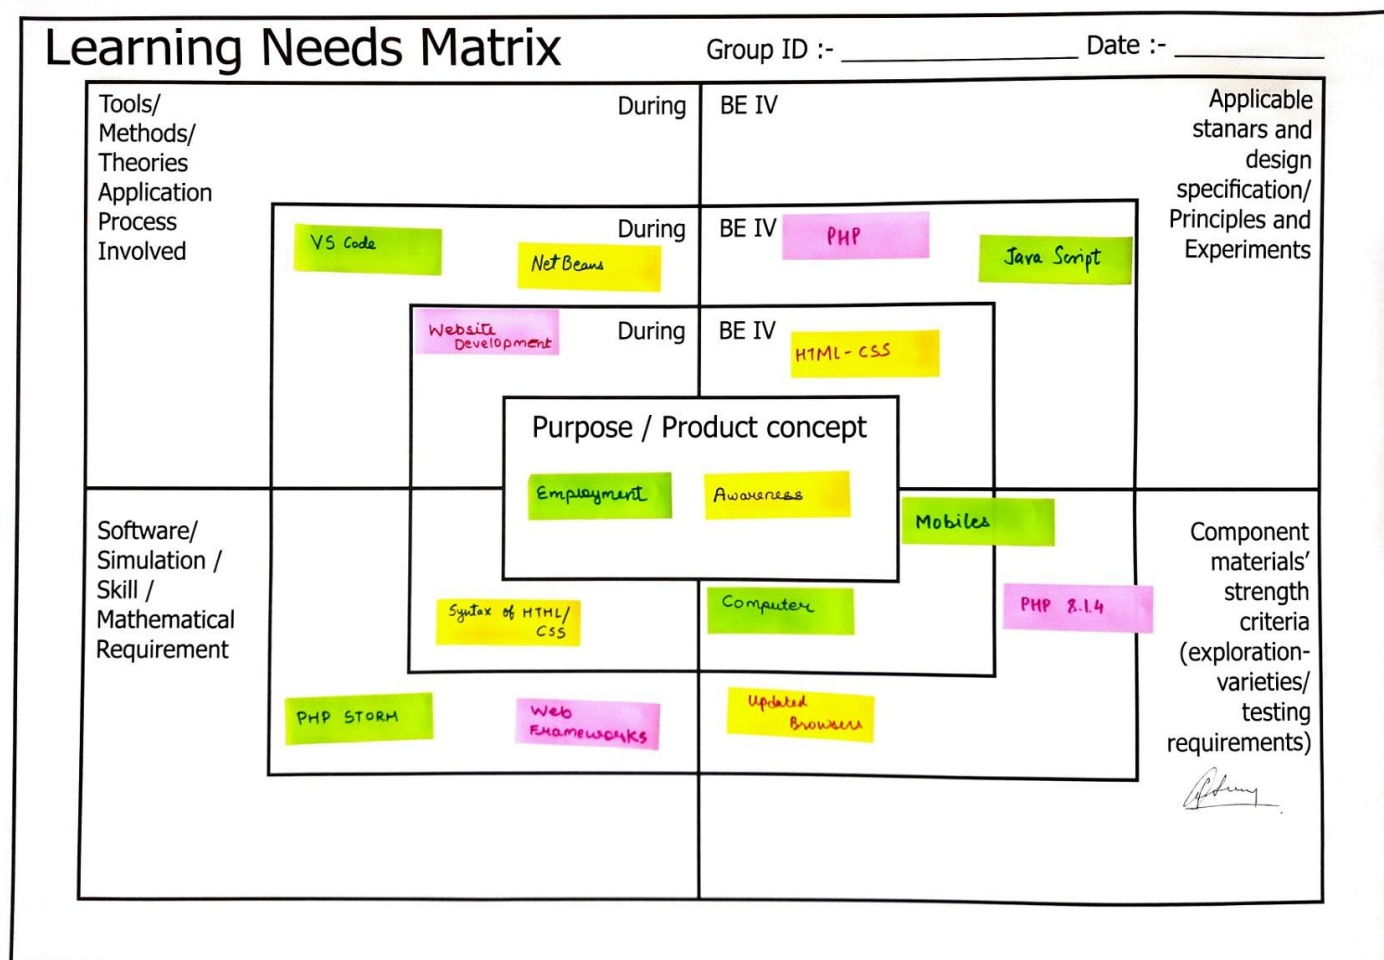 Learning Needs Matrix
Group ID :- ____________________
Date :- _____________
Tools/
Methods/
Theories
Application
Process
Involved
During
BE IV
Applicable
stanars and
design
specification/
Principles and
Experiments
During
BE IV
VS Code
NetBeans
PHP
Java Script
During
BE IV
Website
Development
HTML-CSS
Purpose / Product concept
Employment
Awareness
Software/
Simulation /
Skill /
Mathematical
Requirement
Syntax of HTML/
CSS
PHP STORM
Web
Frameworks
Mobiles
Computer
PHP 8.1.4
Updated
Browsers
Component
materials’
strength
criteria
(exploration-
varieties/
testing
requirements)